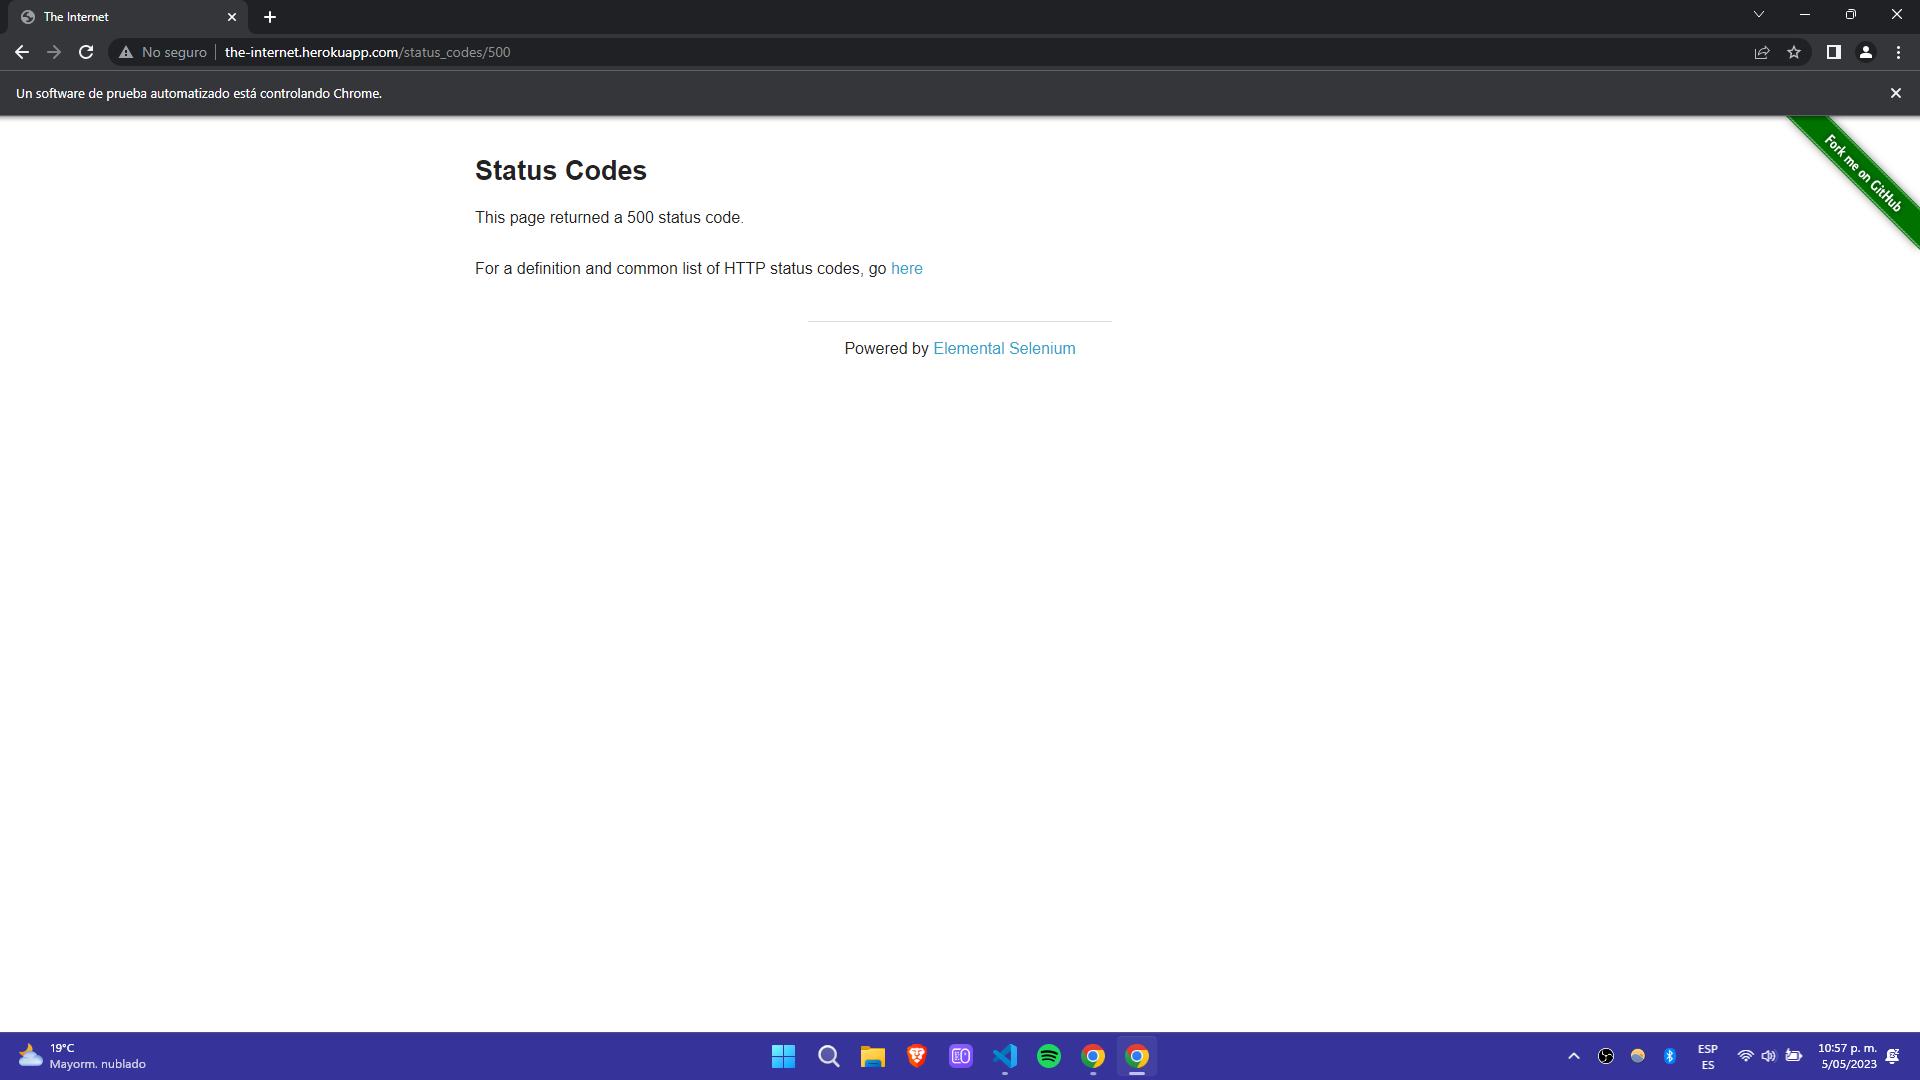 The Internet
No seguro the-internet.herokuapp.com/status_codes/500
Un software de prueba automatizado está controlando Chrome.
Fork me on GitHub
Status Codes
This page returned a 500 status code.
For a definition and common list of HTTP status codes, go here
Powered by Elemental Selenium
19°C
Mayorm. nublado
ESP
ES
10:57 p. m.
5/05/2023